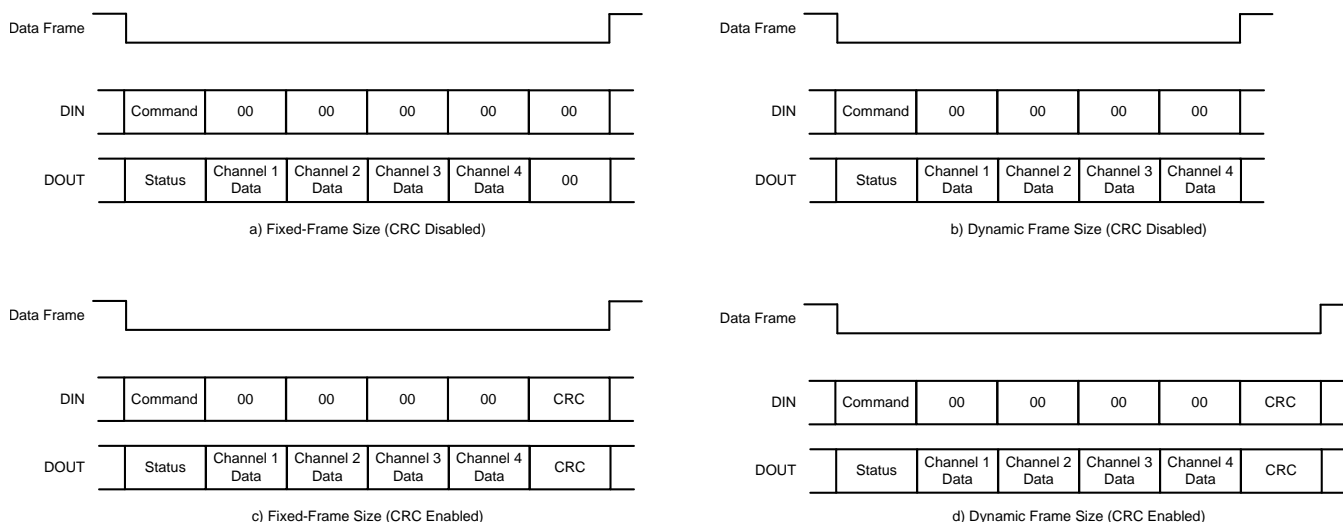 Data Frame
DIN
Command 00 00 00 00 00
DOUT
Status Channel 1 Data Channel 2 Data Channel 3 Data Channel 4 Data 00
a) Fixed-Frame Size (CRC Disabled)
Data Frame
DIN
Command 00 00 00 00
DOUT
Status Channel 1 Data Channel 2 Data Channel 3 Data Channel 4 Data
b) Dynamic Frame Size (CRC Disabled)
Data Frame
DIN
Command 00 00 00 00 CRC
DOUT
Status Channel 1 Data Channel 2 Data Channel 3 Data Channel 4 Data CRC
c) Fixed-Frame Size (CRC Enabled)
Data Frame
DIN
Command 00 00 00 00 CRC
DOUT
Status Channel 1 Data Channel 2 Data Channel 3 Data Channel 4 Data CRC
d) Dynamic Frame Size (CRC Enabled)